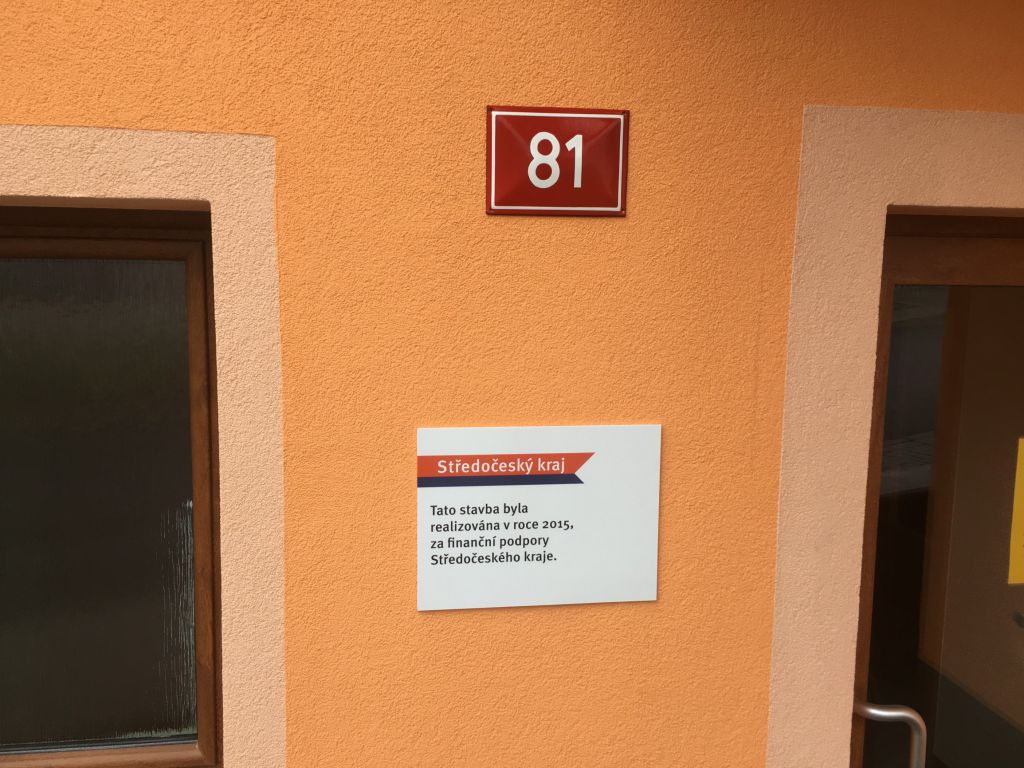 81
Středočeský kraj
Tato stavba byla
realizována v roce 2015,
za finanční podpory
Středočeského kraje.